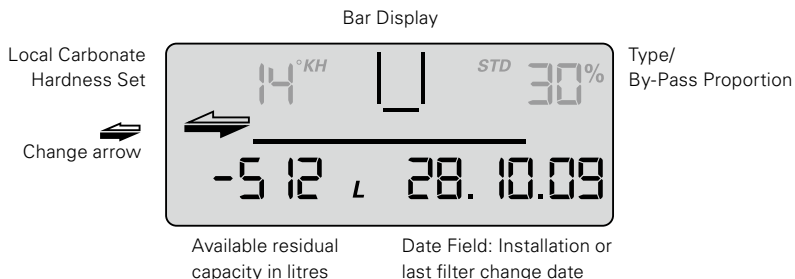 Bar Display
Local Carbonate
Hardness Set
14 °KH
STD 30%
Type/
By-Pass Proportion
Change arrow
-512 L 28.10.09
Available residual
capacity in litres
Date Field: Installation or
last filter change date